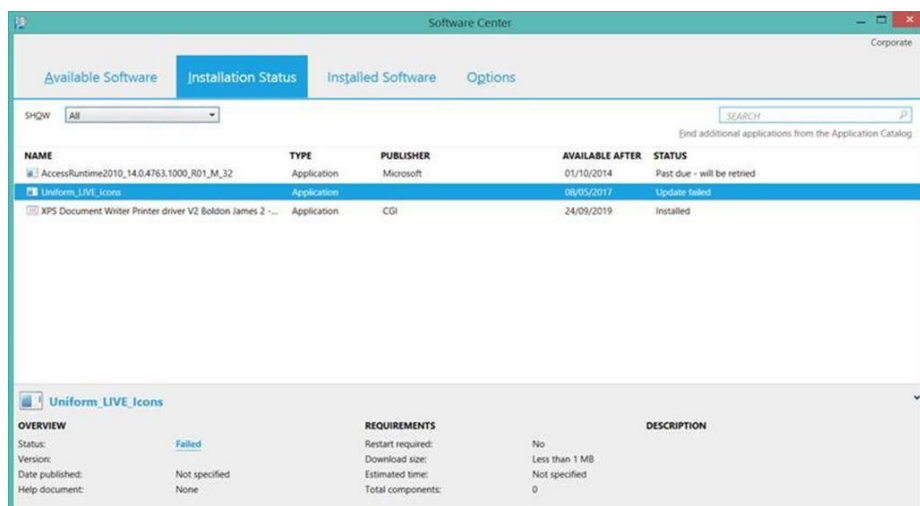 Software Center
Corporate
Available Software Installation Status Installed Software Options
SHOW All SEARCH
Find additional applications from the Application Catalog
NAME TYPE PUBLISHER AVAILABLE AFTER STATUS
AccessRuntime2010_14.0.4763.1000_R01_M_32 Application Microsoft 01/10/2014 Past due - will be retried
Uniform_LIVE_Icons Application 08/05/2017 Update failed
XPS Document Writer Printer driver V2 Boldon James 2 -... Application CGI 24/09/2019 Installed
Uniform_LIVE_Icons
OVERVIEW REQUIREMENTS DESCRIPTION
Status: Failed Restart required: No
Version: Download size: Less than 1 MB
Date published: Not specified Estimated time: Not specified
Help document: None Total components: 0